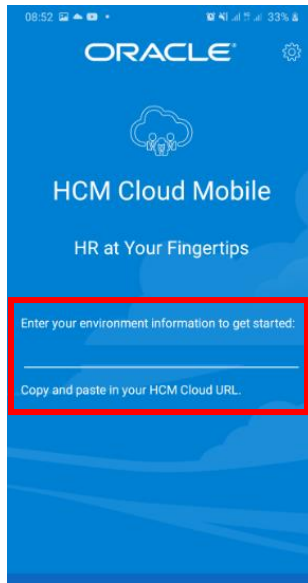 08:52 33%
ORACLE
HCM Cloud Mobile
HR at Your Fingertips
Enter your environment information to get started:
Copy and paste in your HCM Cloud URL.